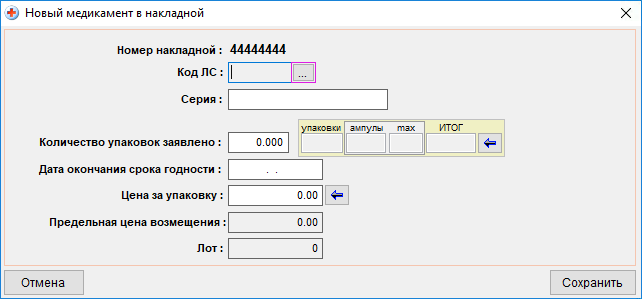 Новый медикамент в накладной
Номер накладной : 44444444
Код ЛС : ...
Серия :
упаковки ампулы max ИТОГ
Количество упаковок заявлено : 0.000
Дата окончания срока годности : . .
Цена за упаковку : 0.00
Предельная цена возмещения : 0.00
Лот : 0
Отмена Сохранить